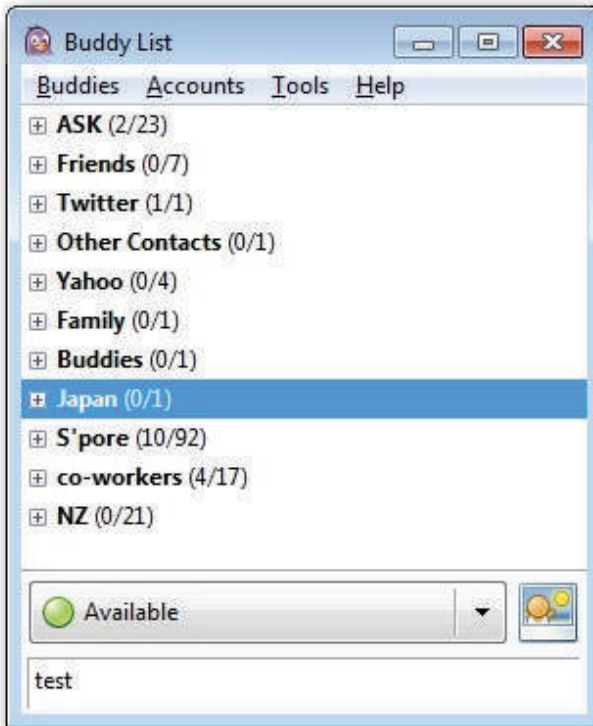 Buddy List
Buddies Accounts Tools Help
ASK (2/23)
Friends (0/7)
Twitter (1/1)
Other Contacts (0/1)
Yahoo (0/4)
Family (0/1)
Buddies (0/1)
Japan (0/1)
S'pore (10/92)
co-workers (4/17)
NZ (0/21)
Available
test